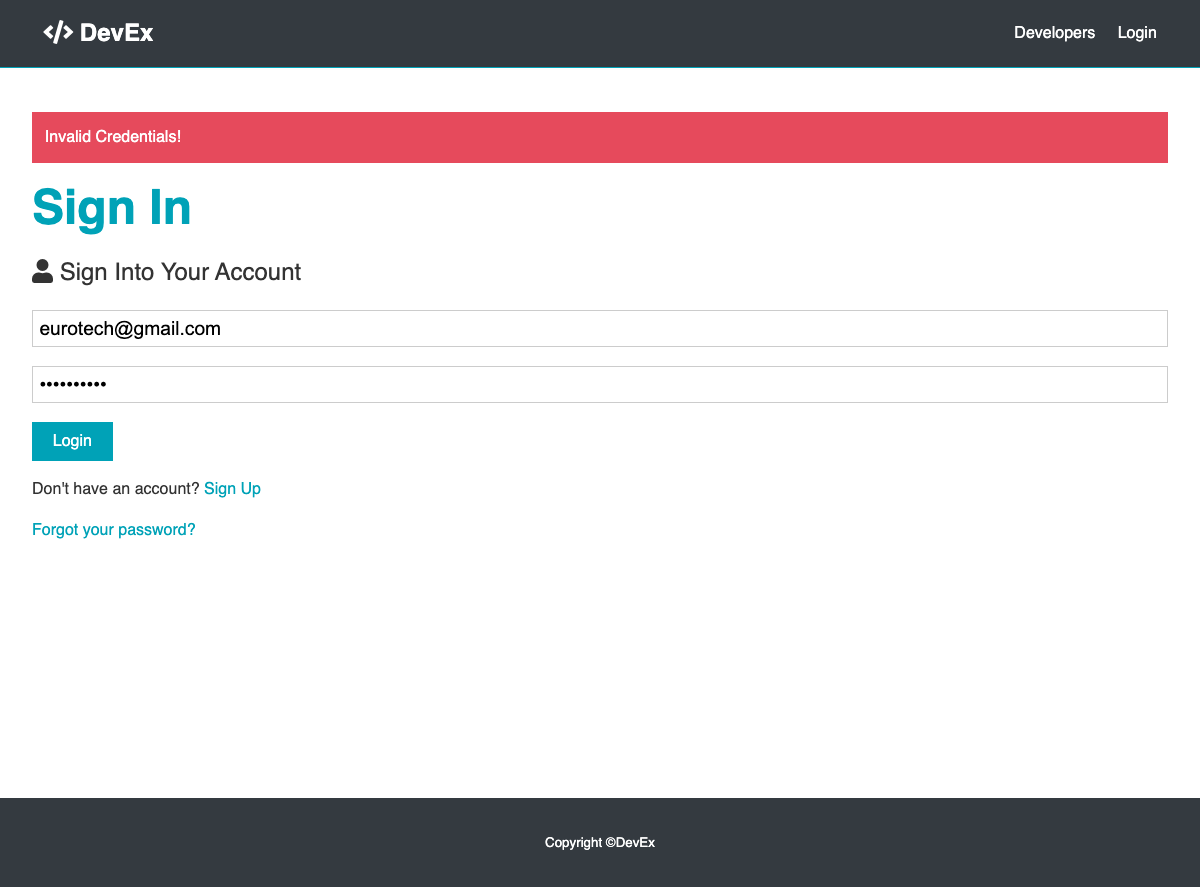 DevEx
Developers
Login
Invalid Credentials!
Sign In
Sign Into Your Account
eurotech@gmail.com
••••••••••
Login
Don't have an account? Sign Up
Forgot your password?
Copyright ©DevEx